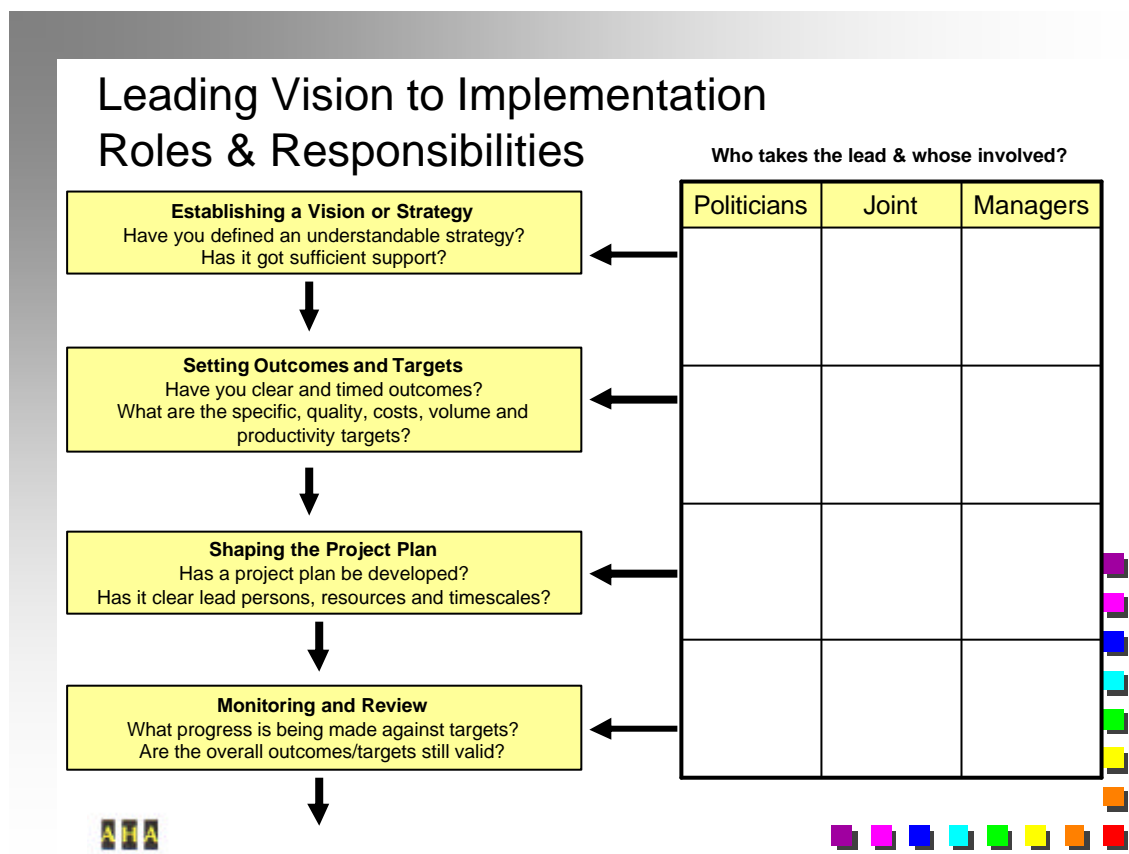 Leading Vision to Implementation
Roles & Responsibilities
Who takes the lead & whose involved?
Establishing a Vision or Strategy
Have you defined an understandable strategy?
Has it got sufficient support?
Setting Outcomes and Targets
Have you clear and timed outcomes?
What are the specific, quality, costs, volume and
productivity targets?
Shaping the Project Plan
Has a project plan be developed?
Has it clear lead persons, resources and timescales?
Monitoring and Review
What progress is being made against targets?
Are the overall outcomes/targets still valid?
Politicians Joint Managers
AHA